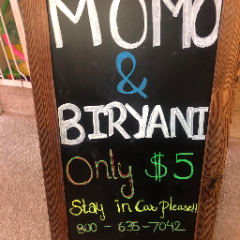 MOMO
&
BIRYANI
Only $5
Stay in Car Please!!
800-635-7042